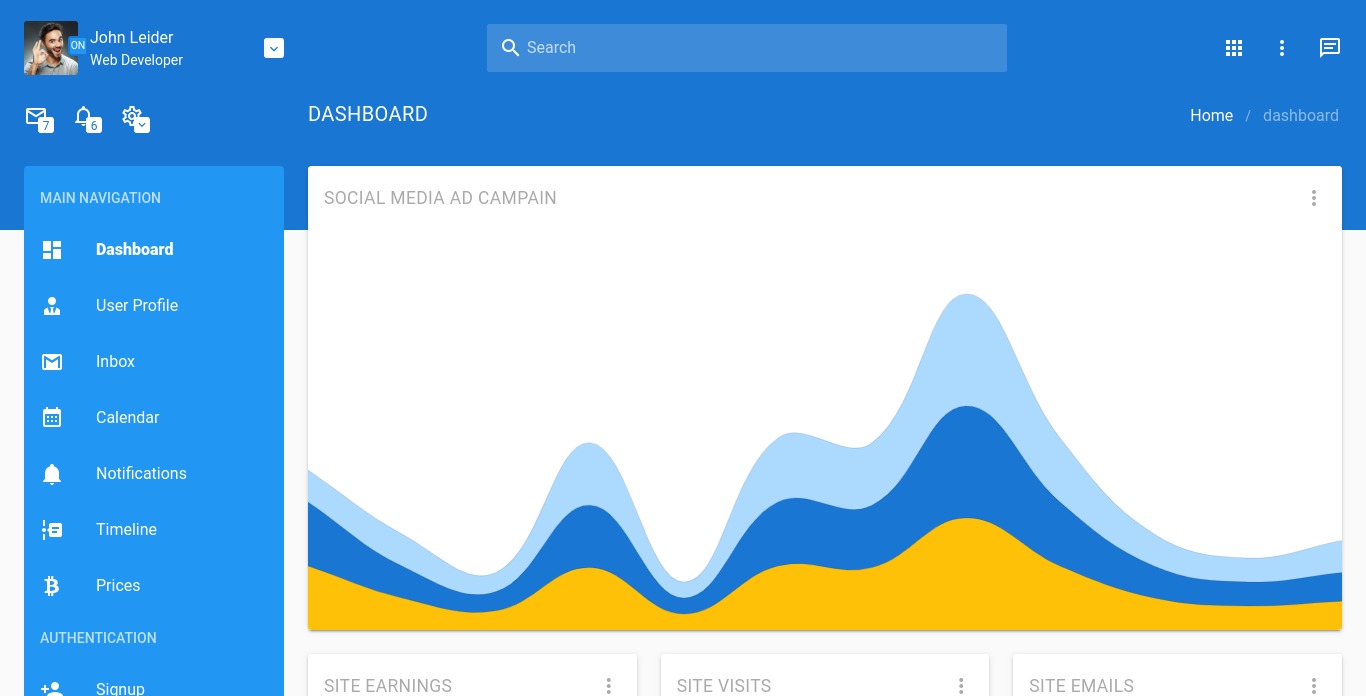 John Leider
ON
Web Developer
Search
7
6
DASHBOARD
Home / dashboard
MAIN NAVIGATION
Dashboard
User Profile
Inbox
Calendar
Notifications
Timeline
Prices
AUTHENTICATION
Signup
SOCIAL MEDIA AD CAMPAIN
SITE EARNINGS
SITE VISITS
SITE EMAILS